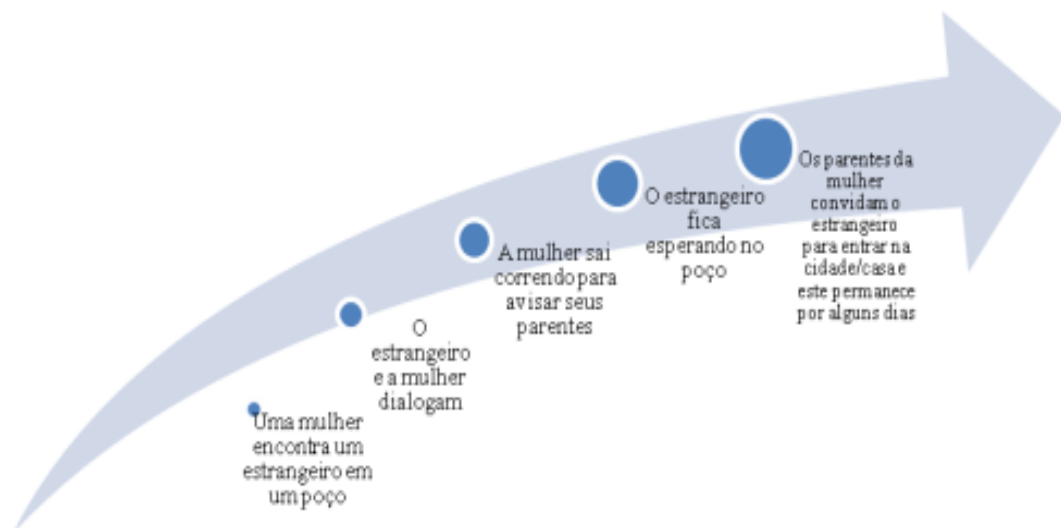 Uma mulher
encontra um
estrangeiro em
um poço
O
estrangeiro
e a mulher
dialogam
A mulher sai
correndo para
avisar seus
parentes
O estrangeiro
fica
esperando no
poço
Os parentes da
mulher
convidam o
estrangeiro
para entrar na
cidade/casa e
este permanece
por alguns dias